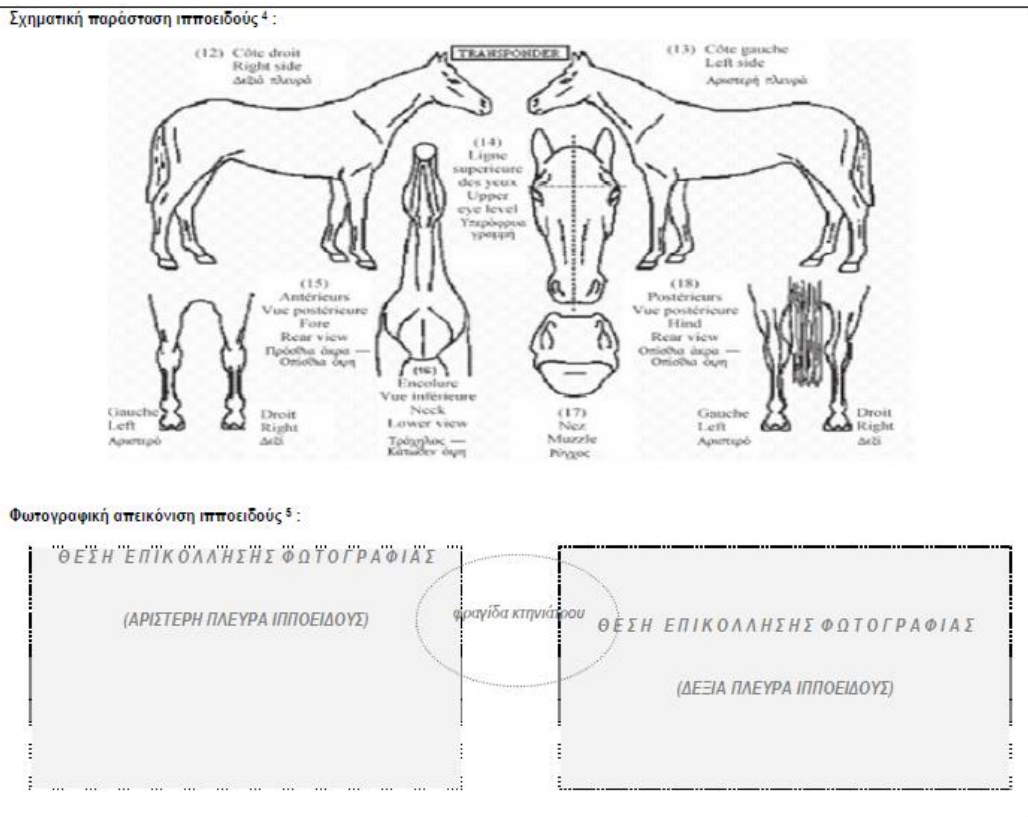 Σχηματική παράσταση ιπποειδούς 4 :
TRANSPONDER
(12) Côte droit
Right side
Δεξιά πλευρά
(13) Côte gauche
Left side
Αριστερή πλευρά
(14)
Ligne
superieure
des yeux
Upper
eye level
Υπερόφρυα
γραμμή
(15)
Antérieurs
Vue postérieure
Fore
Rear view
Πρόσθια άκρα —
Οπίσθια όψη
(18)
Postérieurs
Vue postérieure
Hind
Rear view
Οπίσθια άκρα —
Οπίσθια όψη
(16)
Encolure
Vue inférieure
Neck
Lower view
Τράχηλος —
Κάτωθεν όψη
Gauche
Left
Αριστερό
Droit
Right
Δεξί
(17)
Nez
Muzzle
Ρύγχος
Gauche
Left
Αριστερό
Droit
Right
Δεξί
Φωτογραφική απεικόνιση ιπποειδούς 5 :
ΘΕΣΗ ΕΠΙΚΟΛΛΗΣΗΣ ΦΩΤΟΓΡΑΦΙΑΣ
(ΑΡΙΣΤΕΡΗ ΠΛΕΥΡΑ ΙΠΠΟΕΙΔΟΥΣ)
φραγίδα κτηνιάτρου
ΘΕΣΗ ΕΠΙΚΟΛΛΗΣΗΣ ΦΩΤΟΓΡΑΦΙΑΣ
(ΔΕΞΙΑ ΠΛΕΥΡΑ ΙΠΠΟΕΙΔΟΥΣ)